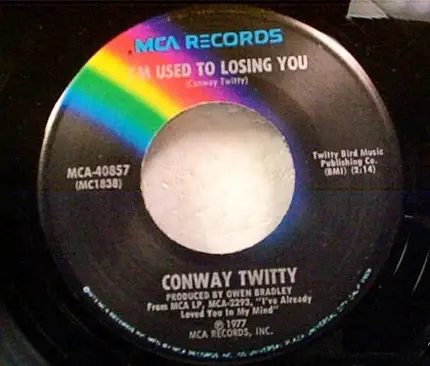 MCA RECORDS
I'M USED TO LOSING YOU
(Conway Twitty)
MCA-40857
(MC1838)
Twitty Bird Music
Publishing Co.
(BMI) (2:14)
CONWAY TWITTY
PRODUCED BY OWEN BRADLEY
From MCA LP, MCA-2293, "I've Already
Loved You In My Mind"
℗ 1977
MCA RECORDS, INC.